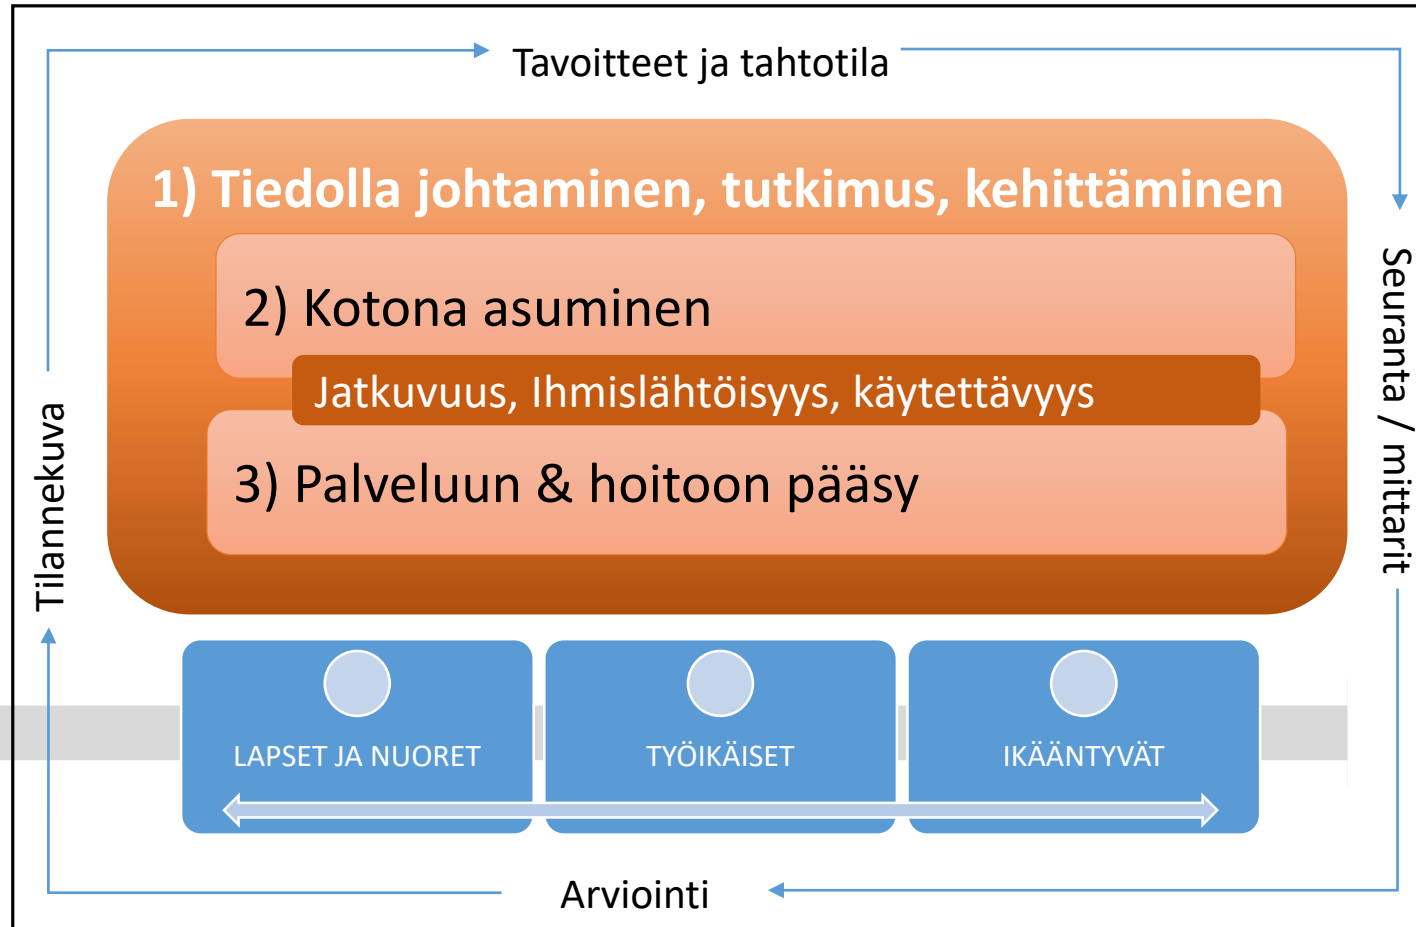 Tavoitteet ja tahtotila
1) Tiedolla johtaminen, tutkimus, kehittäminen
2) Kotona asuminen
Jatkuvuus, Ihmislähtöisyys, käytettävyys
3) Palveluun & hoitoon pääsy
Seuranta / mittarit
Tilannekuva
LAPSET JA NUORET
TYÖIKÄISET
IKÄÄNTYVÄT
Arviointi